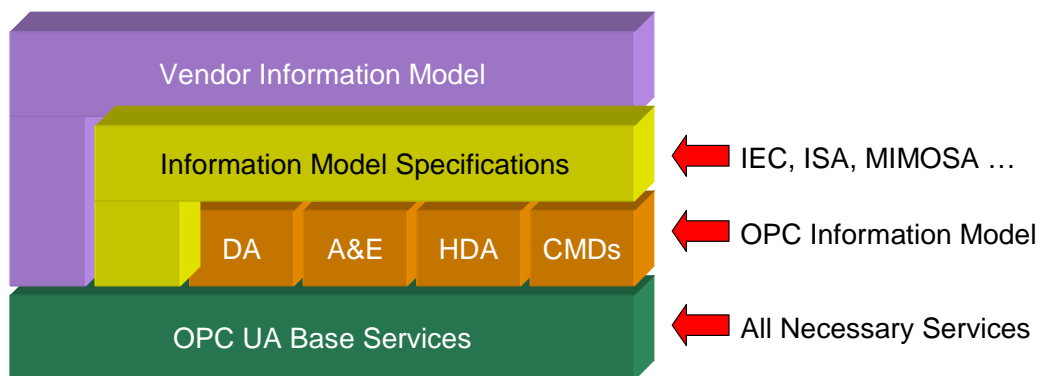 Vendor Information Model
Information Model Specifications
IEC, ISA, MIMOSA …
DA
A&E
HDA
CMDs
OPC Information Model
OPC UA Base Services
All Necessary Services